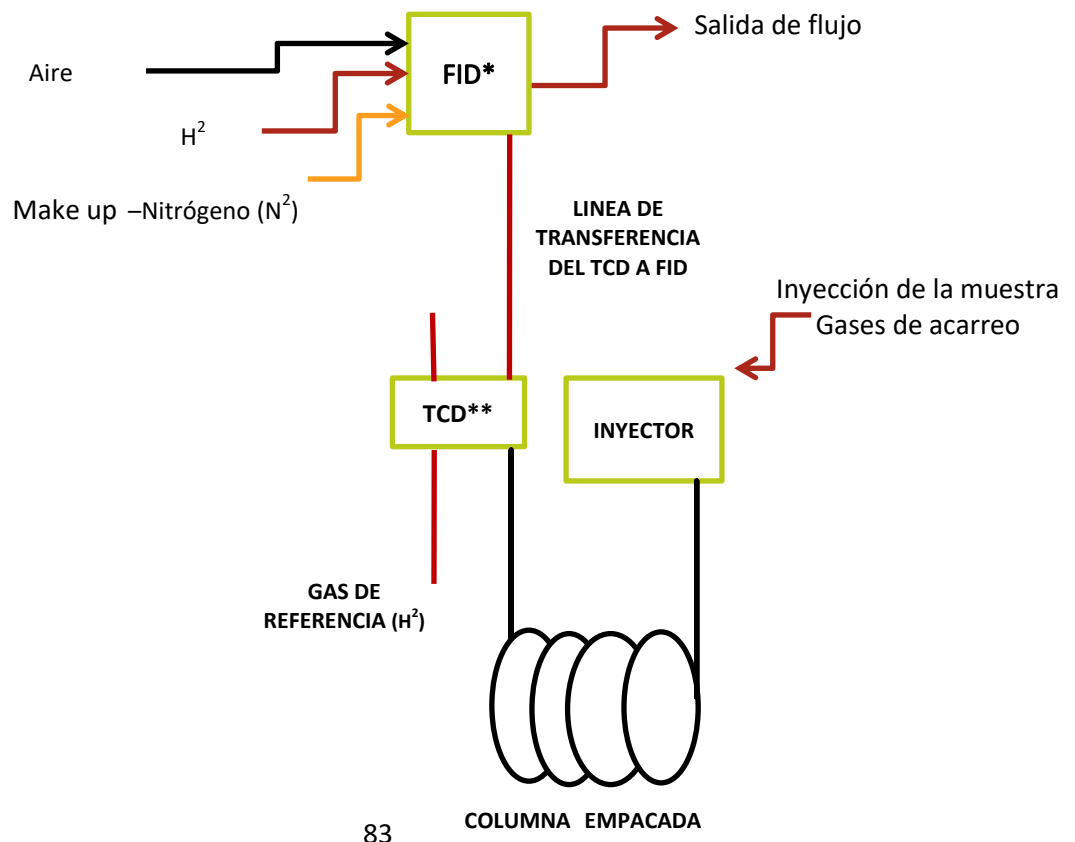 Salida de flujo
FID*
Aire
H²
Make up –Nitrógeno (N²)
LINEA DE
TRANSFERENCIA
DEL TCD A FID
Inyección de la muestra
Gases de acarreo
TCD**
INYECTOR
GAS DE
REFERENCIA (H²)
COLUMNA EMPACADA
83